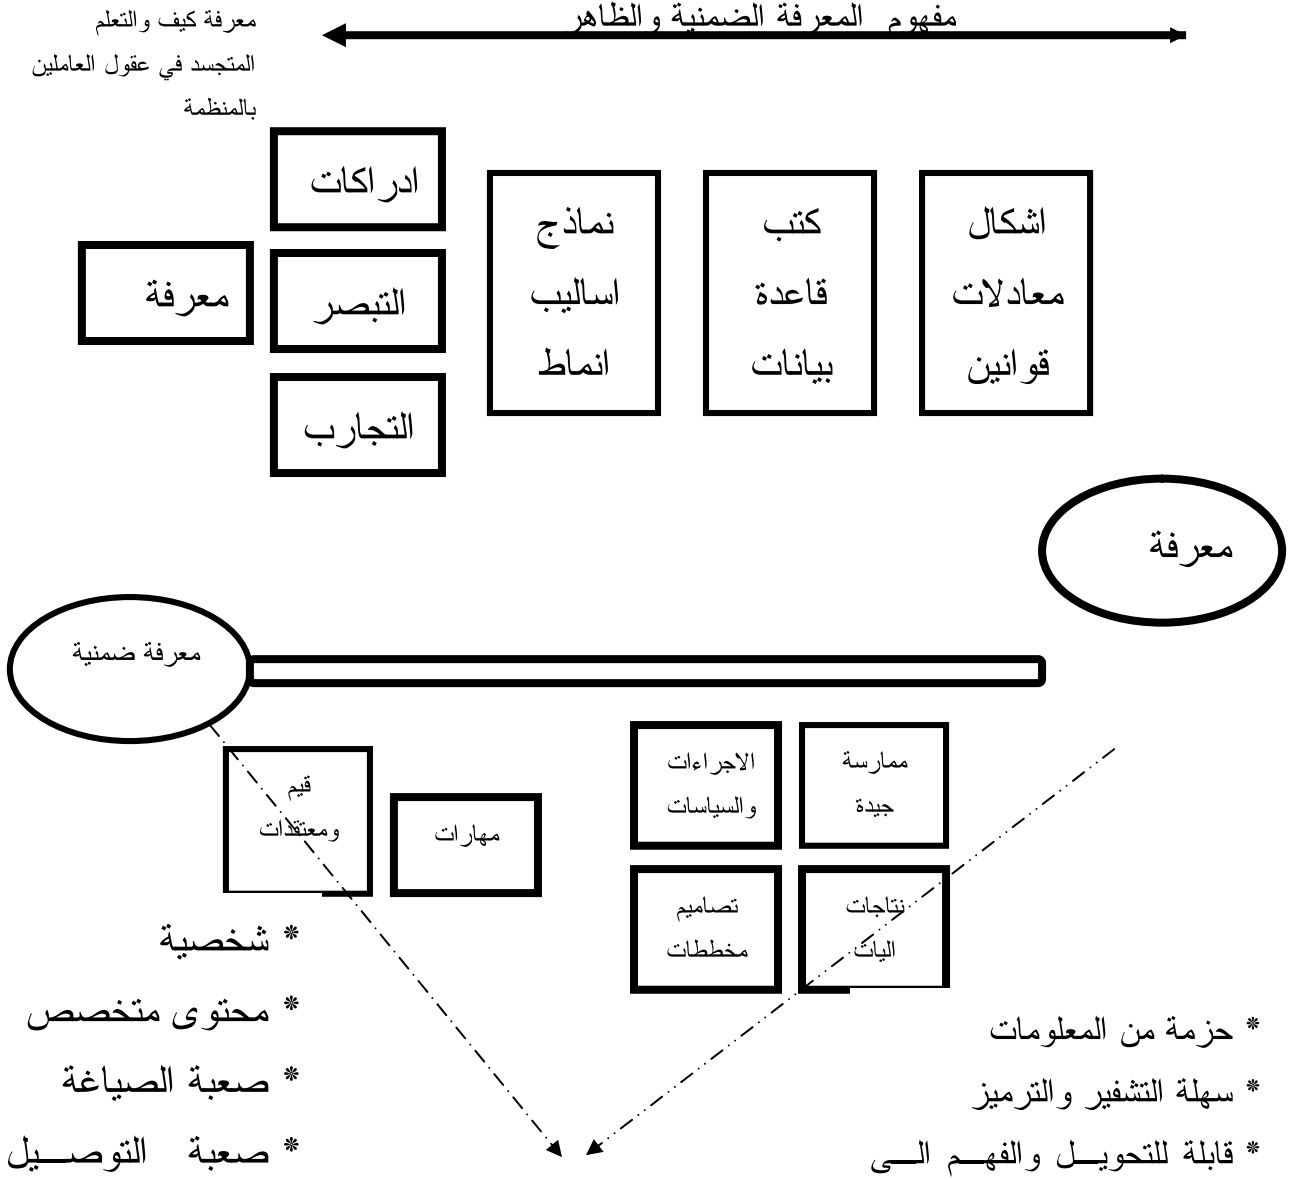 مفهوم المعرفة الضمنية والظاهر
معرفة كيف والتعلم
المتجسد في عقول العاملين
بالمنظمة
اشكال
معادلات
قوانين
كتب
قاعدة
بيانات
نماذج
اساليب
انماط
ادراكات
التبصر
التجارب
معرفة
معرفة
معرفة ضمنية
ممارسة
جيدة
الاجراءات
والسياسات
نتاجات
اليات
تصاميم
مخططات
مهارات
قيم
ومعتقدات
* حزمة من المعلومات
* سهلة التشفير والترميز
* قابلة للتحويل والفهم الى
* شخصية
* محتوى متخصص
* صعبة الصياغة
* صعبة التوصيل